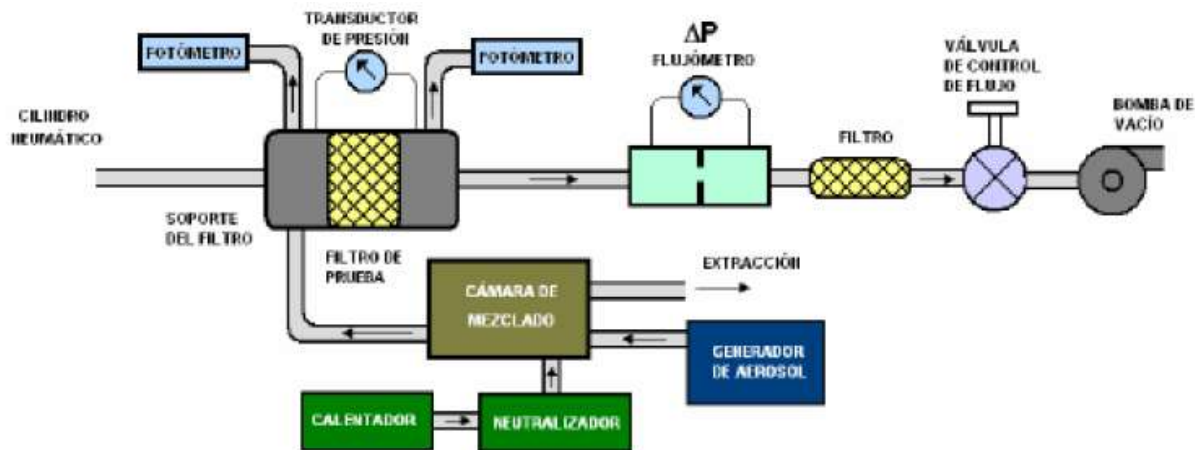 TRANSDUCTOR
DE PRESIÓN
FOTÓMETRO
FOTÓMETRO
ΔP
FLUJÓMETRO
VÁLVULA
DE CONTROL
DE FLUJO
BOMBA DE
VACÍO
CILINDRO
NEUMÁTICO
FILTRO
SOPORTE
DEL FILTRO
FILTRO DE
PRUEBA
EXTRACCIÓN
CÁMARA DE
MEZCLADO
GENERADOR
DE AEROSOL
CALENTADOR
NEUTRALIZADOR